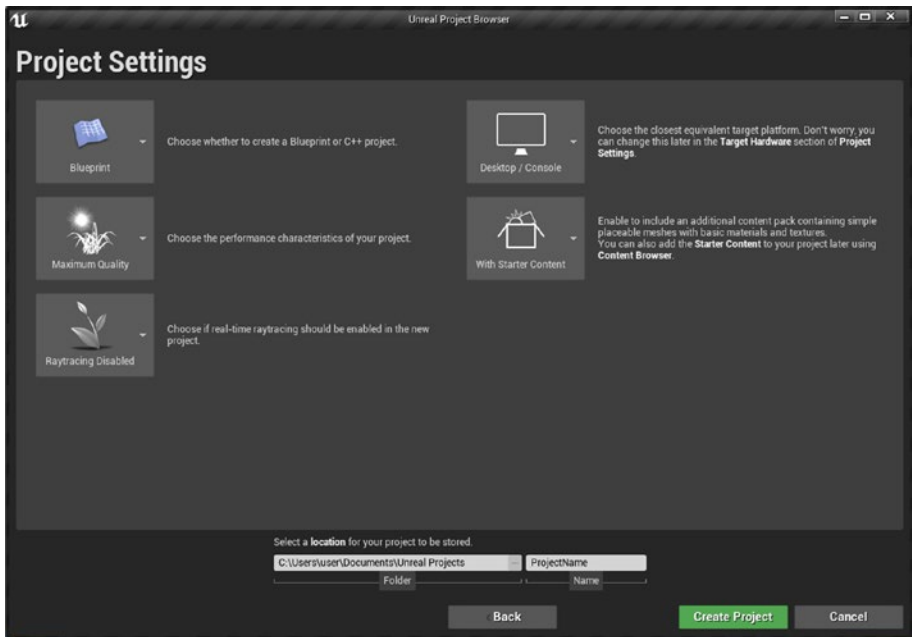 Unreal Project Browser
Project Settings
Blueprint
Choose whether to create a Blueprint or C++ project.
Desktop / Console
Choose the closest equivalent target platform. Don't worry, you
can change this later in the Target Hardware section of Project
Settings.
Maximum Quality
Choose the performance characteristics of your project.
With Starter Content
Enable to include an additional content pack containing simple
placeable meshes with basic materials and textures.
You can also add the Starter Content to your project later using
Content Browser.
Raytracing Disabled
Choose if real-time raytracing should be enabled in the new
project.
Select a location for your project to be stored.
C:\Users\user\Documents\Unreal Projects
...
ProjectName
Folder
Name
Back
Create Project
Cancel